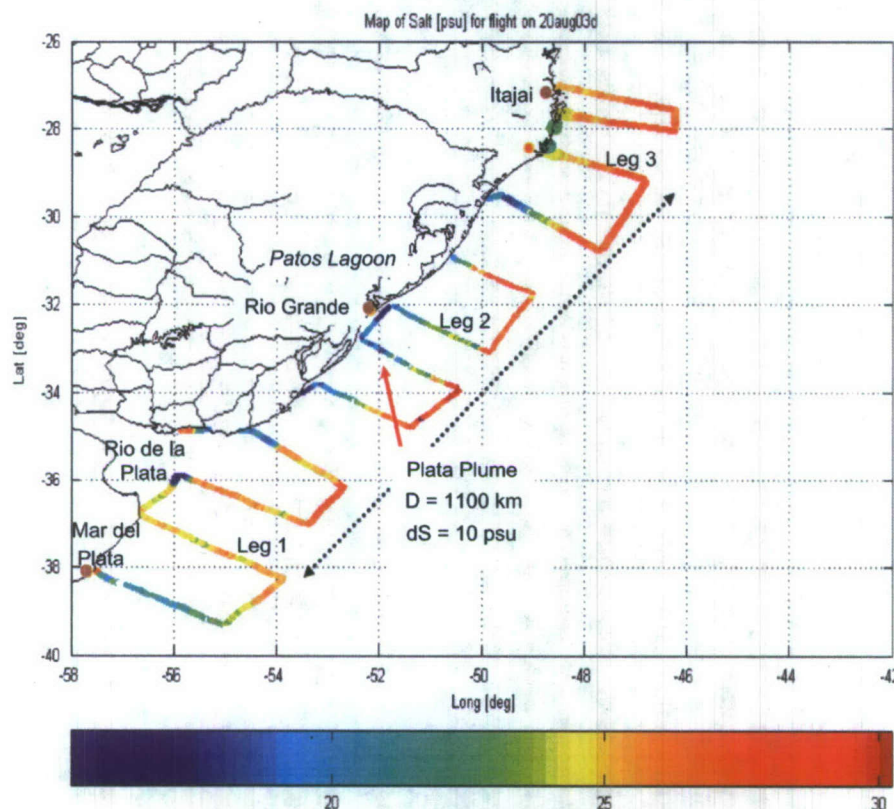 Map of Salt [psu] for flight on 20aug03d
-26
-28
-30
-32
-34
-36
-38
-40
Lat [deg]
Itajai
Leg 3
Patos Lagoon
Rio Grande
Leg 2
Rio de la
Plata
Plata Plume
D = 1100 km
dS = 10 psu
Mar del
Plata
Leg 1
-58
-56
-54
-52
-50
-48
-46
-44
-42
Long [deg]
20
25
30